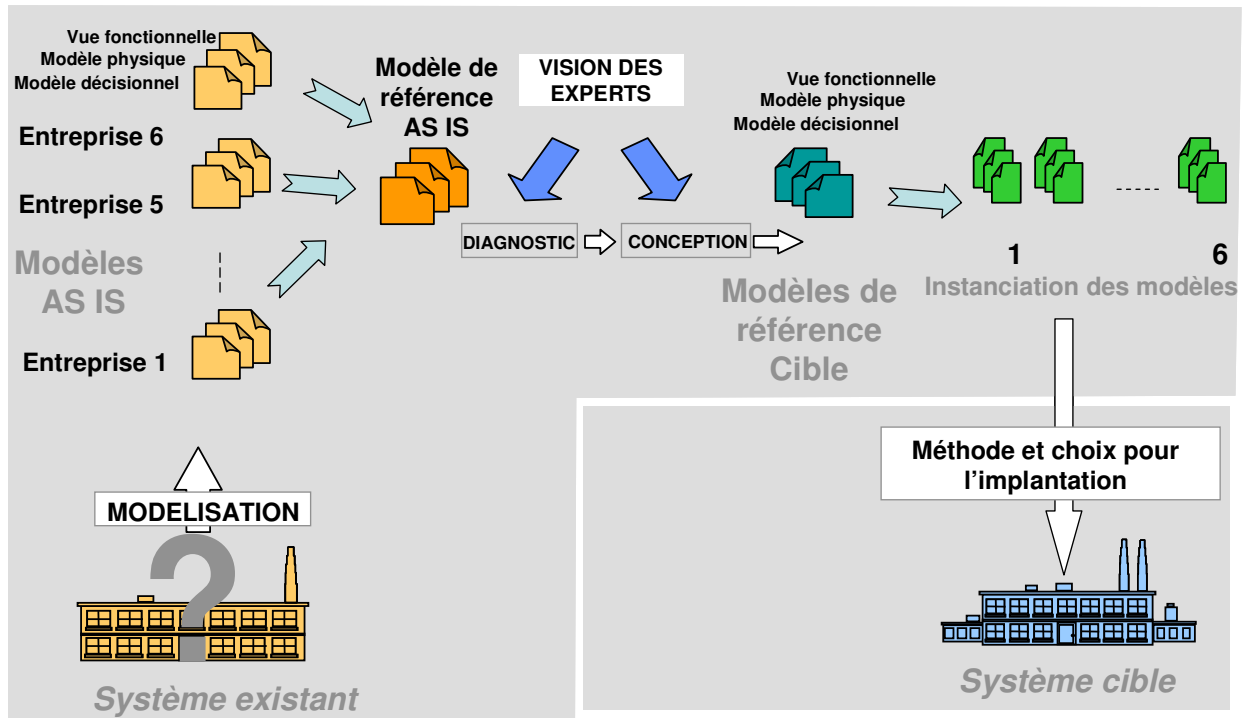 Vue fonctionnelle
Modèle physique
Modèle décisionnel
Entreprise 6
Entreprise 5
Modèles
AS IS
Entreprise 1
Modèle de
référence
AS IS
VISION DES
EXPERTS
DIAGNOSTIC
CONCEPTION
Vue fonctionnelle
Modèle physique
Modèle décisionnel
Modèles de
référence
Cible
1
6
Instanciation des modèles
MODELISATION
?
Système existant
Méthode et choix pour
l’implantation
Système cible